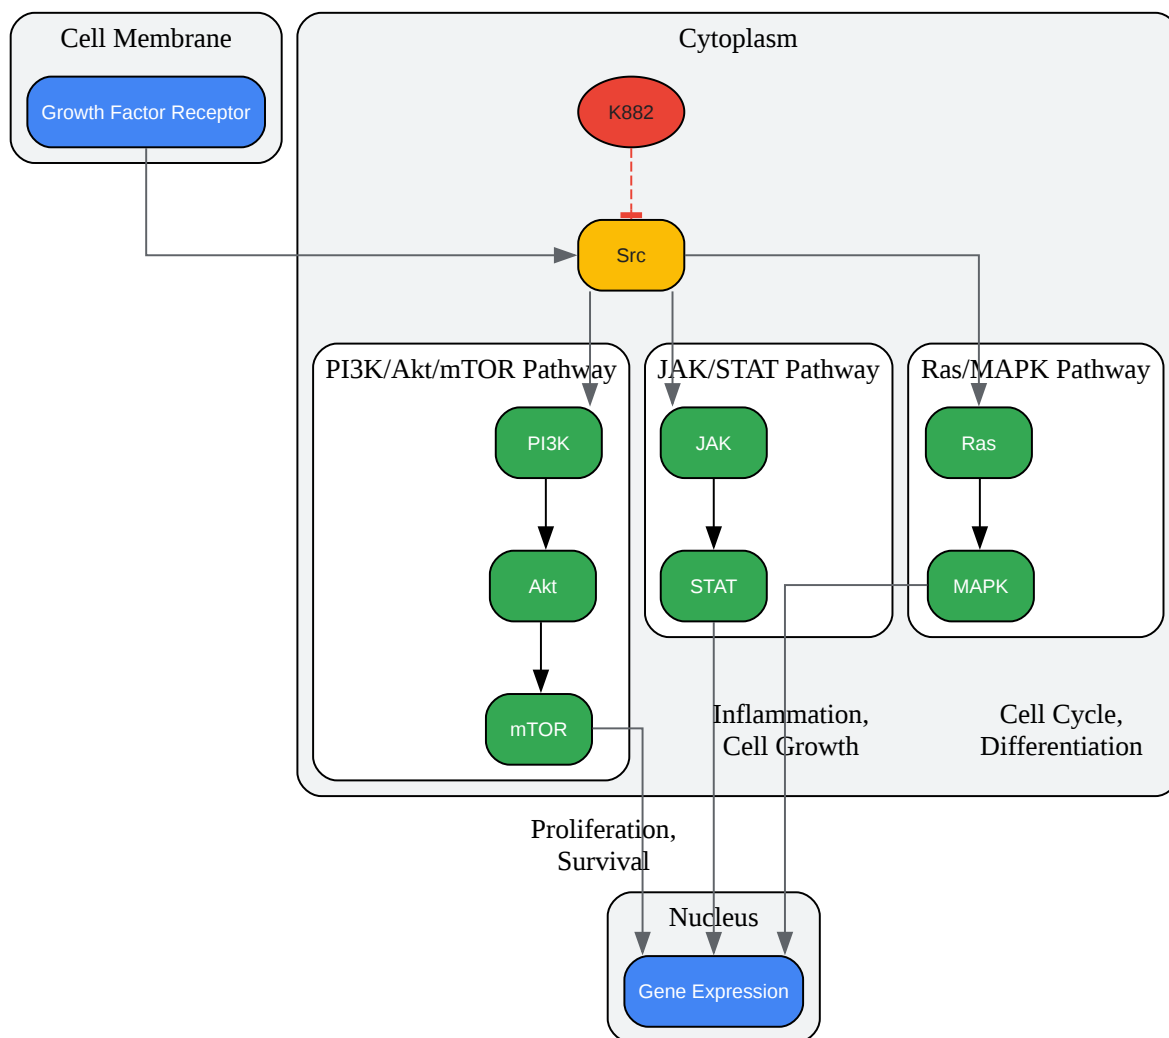 Cell Membrane
Growth Factor Receptor
Cytoplasm
K882
Src
PI3K/Akt/mTOR Pathway
PI3K
Akt
mTOR
JAK/STAT Pathway
JAK
STAT
Ras/MAPK Pathway
Ras
MAPK
Inflammation,
Cell Growth
Cell Cycle,
Differentiation
Proliferation,
Survival
Nucleus
Gene Expression